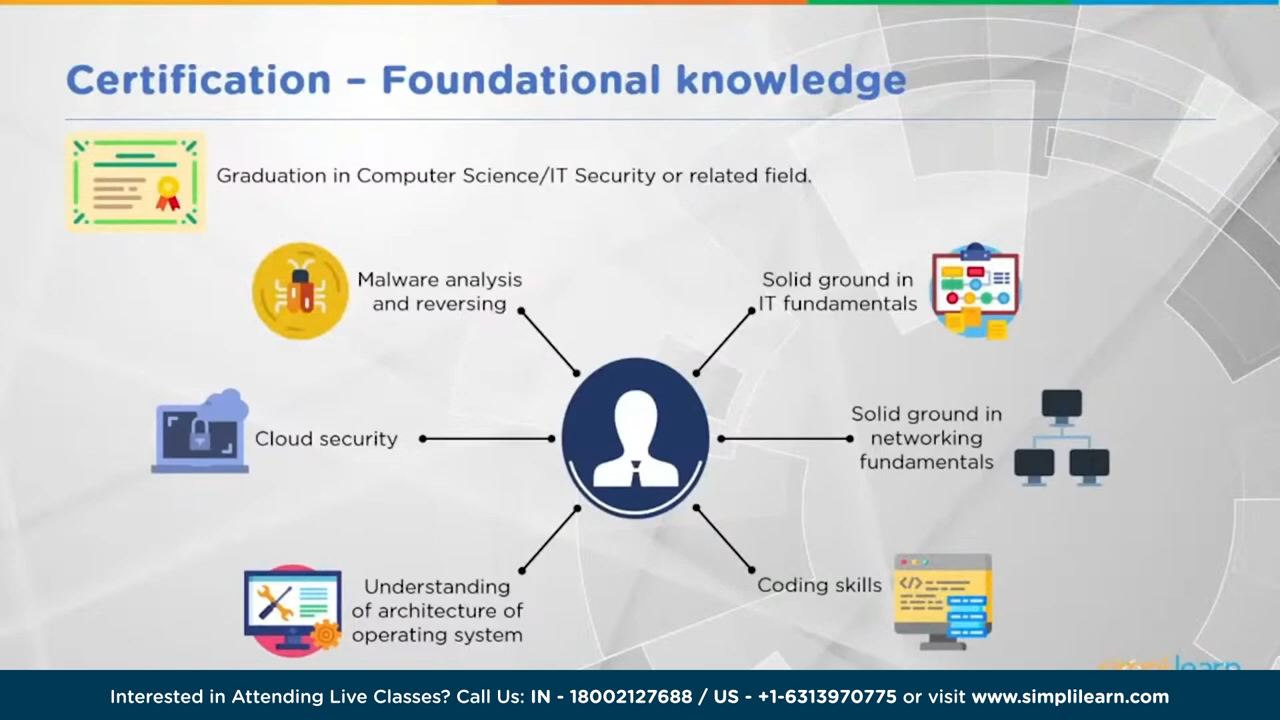 Certification – Foundational knowledge
Graduation in Computer Science/IT Security or related field.
Malware analysis
and reversing
Solid ground in
IT fundamentals
Cloud security
Solid ground in
networking
fundamentals
Understanding
of architecture of
operating system
Coding skills
simplilearn
Interested in Attending Live Classes? Call Us: IN - 18002127688 / US - +1-6313970775 or visit www.simplilearn.com